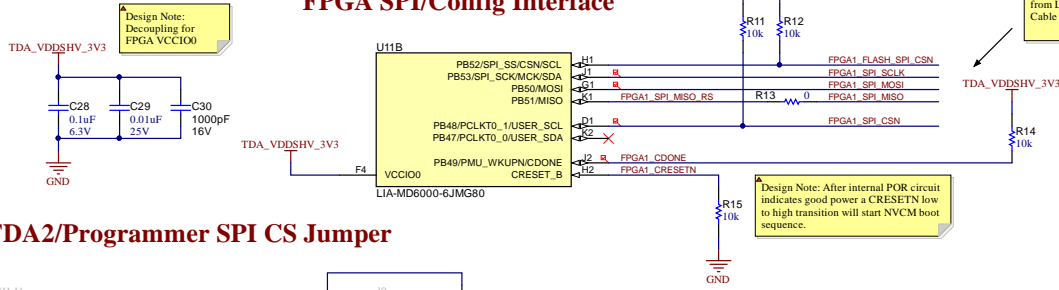 FPGA SPI/Config Interface
Design Note:
Decoupling for
FPGA VCCIO0
from L
Cable
TDA_VDDSHV_3V3
C28
0.1uF
6.3V
C29
0.01uF
25V
C30
1000pF
16V
GND
TDA_VDDSHV_3V3
F4
U11B
VCCIO0
PB52/SPI_SS/CSN/SCL
PB53/SPI_SCK/MCK/SDA
PB50/MOSI
PB51/MISO
PB48/PCLKT0_1/USER_SCL
PB47/PCLKT0_0/USER_SDA
PB49/PMU_WKUPN/CDONE
CRESET_B
LIA-MD6000-6JMG80
H1
J1
G1
K1
D1
K2
J2
H2
R11
10k
R12
10k
FPGA1_FLASH_SPI_CSN
FPGA1_SPI_SCLK
FPGA1_SPI_MOSI
FPGA1_SPI_MISO_RS
R13
0
FPGA1_SPI_MISO
FPGA1_SPI_CSN
FPGA1_CDONE
FPGA1_CRESETN
TDA_VDDSHV_3V3
R14
10k
R15
10k
GND
Design Note: After internal POR circuit
indicates good power a CRESETN low
to high transition will start NVCM boot
sequence.
TDA2/Programmer SPI CS Jumper